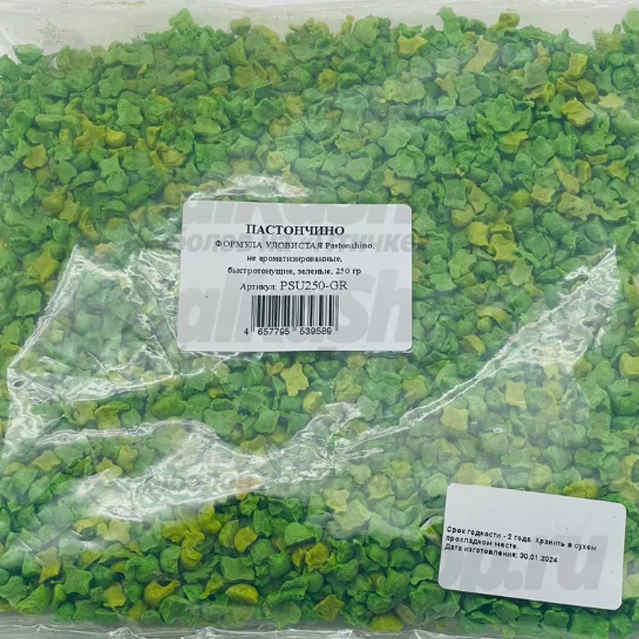 ПАСТОНЧИНО
ФОРМУЛА УЛОВИСТАЯ Pastonchino,
не ароматизированные,
быстротонущие, зеленые, 250 гр
Артикул: PSU250-GR
4 657795 539589
Срок годности - 2 года. Хранить в сухом
прохладном месте.
Дата изготовления: 30.01.2024